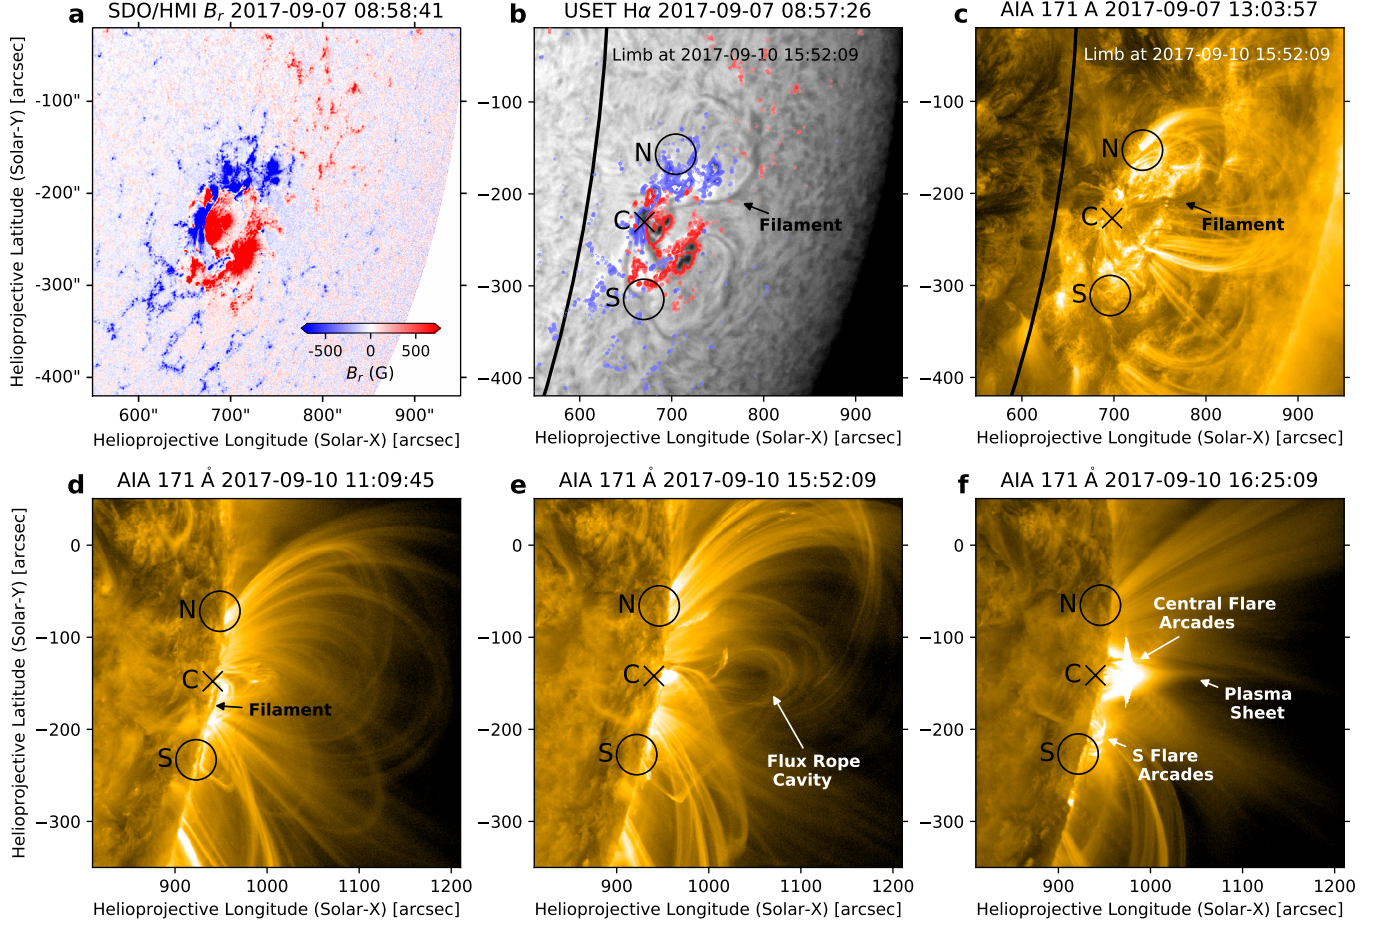 a SDO/HMI Br 2017-09-07 08:58:41
b USET Hα 2017-09-07 08:57:26
c AIA 171 A 2017-09-07 13:03:57
Helioprojective Latitude (Solar-Y) [arcsec]
-100"
-200"
-300"
-400"
-500 0 500
Br (G)
600" 700" 800" 900"
Helioprojective Longitude (Solar-X) [arcsec]
Limb at 2017-09-10 15:52:09
−100
−200
−300
−400
N
C
S
Filament
600 700 800 900
Helioprojective Longitude (Solar-X) [arcsec]
Limb at 2017-09-10 15:52:09
−100
−200
−300
−400
N
C
S
Filament
600 700 800 900
Helioprojective Longitude (Solar-X) [arcsec]
d AIA 171 Å 2017-09-10 11:09:45
e AIA 171 Å 2017-09-10 15:52:09
f AIA 171 Å 2017-09-10 16:25:09
Helioprojective Latitude (Solar-Y) [arcsec]
0
−100
−200
−300
N
C
S
Filament
900 1000 1100 1200
Helioprojective Longitude (Solar-X) [arcsec]
0
−100
−200
−300
N
C
S
Flux Rope
Cavity
900 1000 1100 1200
Helioprojective Longitude (Solar-X) [arcsec]
0
−100
−200
−300
N
C
S
Central Flare
Arcades
Plasma
Sheet
S Flare
Arcades
900 1000 1100 1200
Helioprojective Longitude (Solar-X) [arcsec]